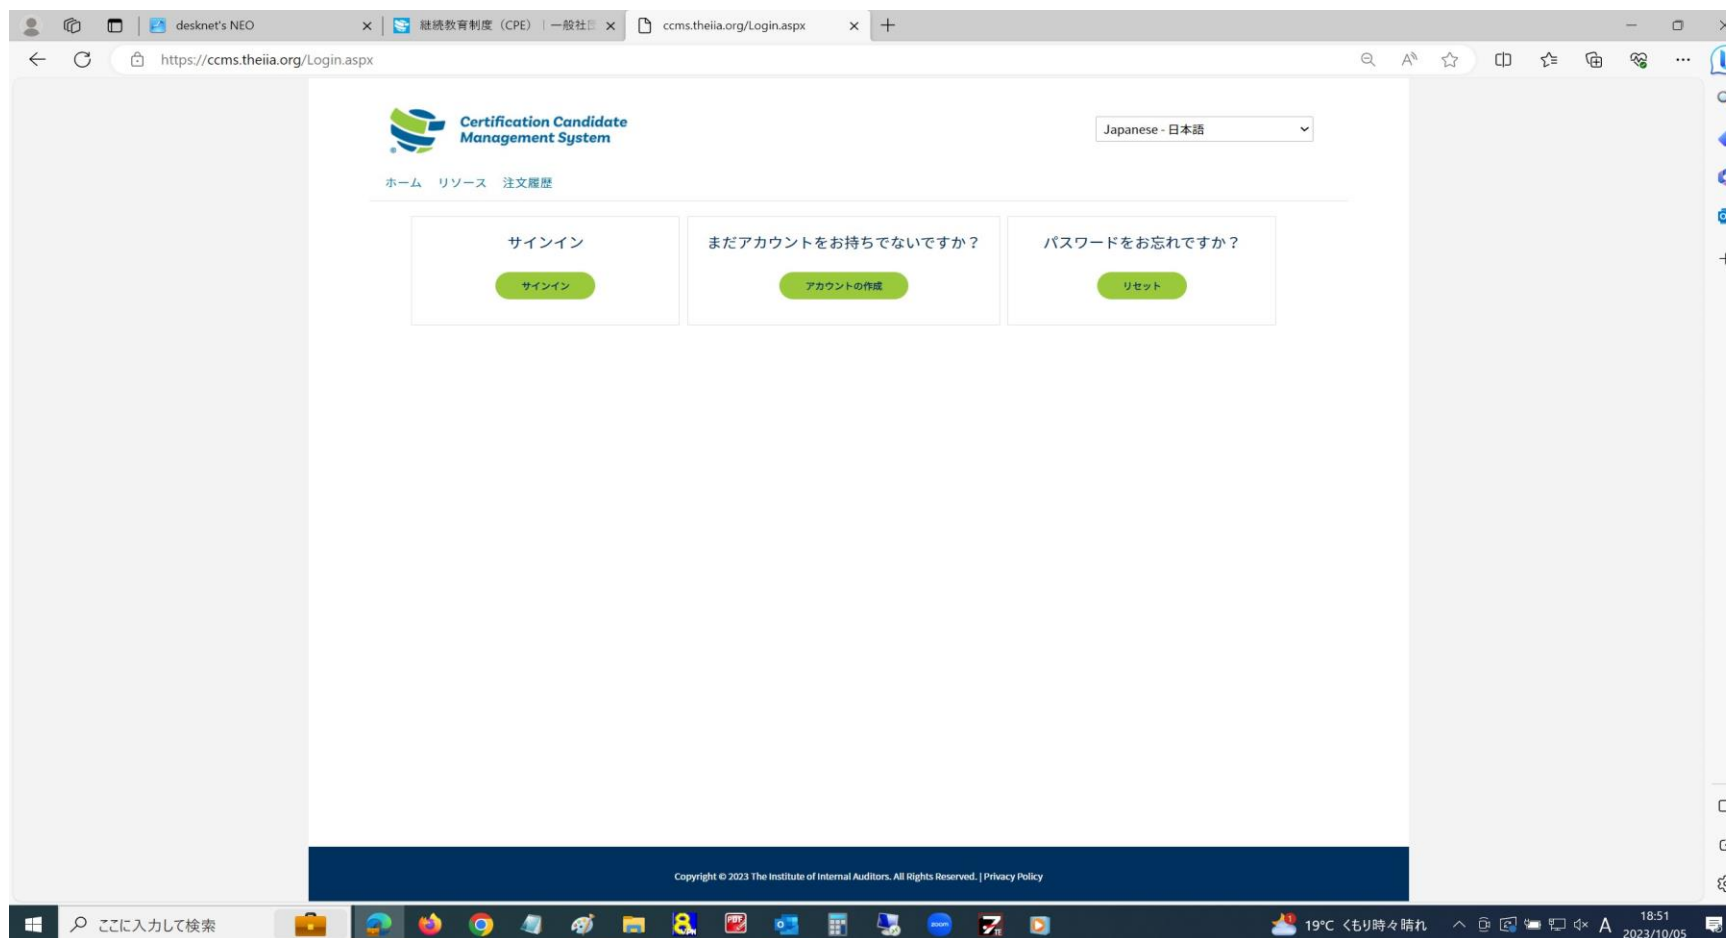 desknet's NEO
継続教育制度（CPE）｜一般社団
ccms.theiia.org/Login.aspx
https://ccms.theiia.org/Login.aspx
Certification Candidate
Management System
Japanese - 日本語
ホーム リソース 注文履歴
サインイン まだアカウントをお持ちでないですか？ パスワードをお忘れですか？
サインイン アカウントの作成 リセット
Copyright © 2023 The Institute of Internal Auditors. All Rights Reserved. | Privacy Policy
ここに入力して検索
PDF
zoom
19°C くもり時々晴れ
A
18:51
2023/10/05